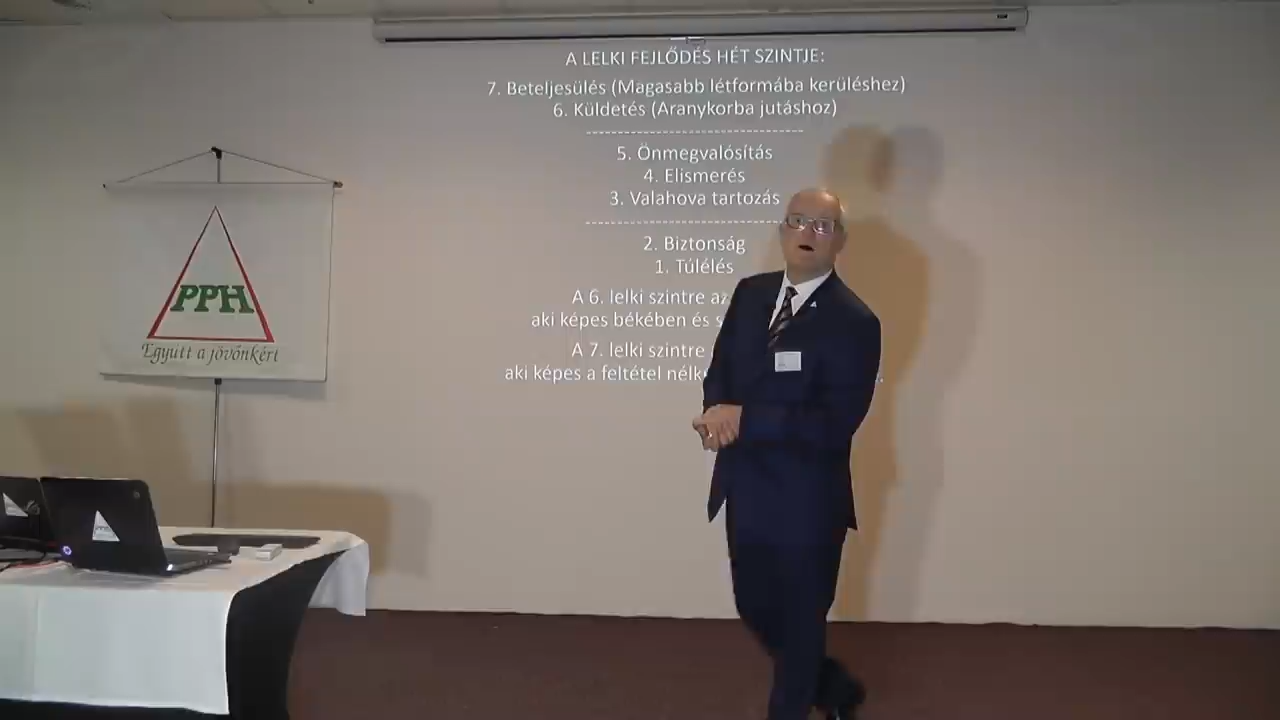 A LELKI FEJLŐDÉS HÉT SZINTJE:
7. Beteljesülés (Magasabb létformába kerüléshez)
6. Küldetés (Aranykorba jutáshoz)
5. Önmegvalósítás
4. Elismerés
3. Valahova tartozás
2. Biztonság
1. Túlélés
A 6. lelki szintre az
aki képes békében és
A 7. lelki szintre
aki képes a feltétel nélk
PPH
Együtt a jövőnkért